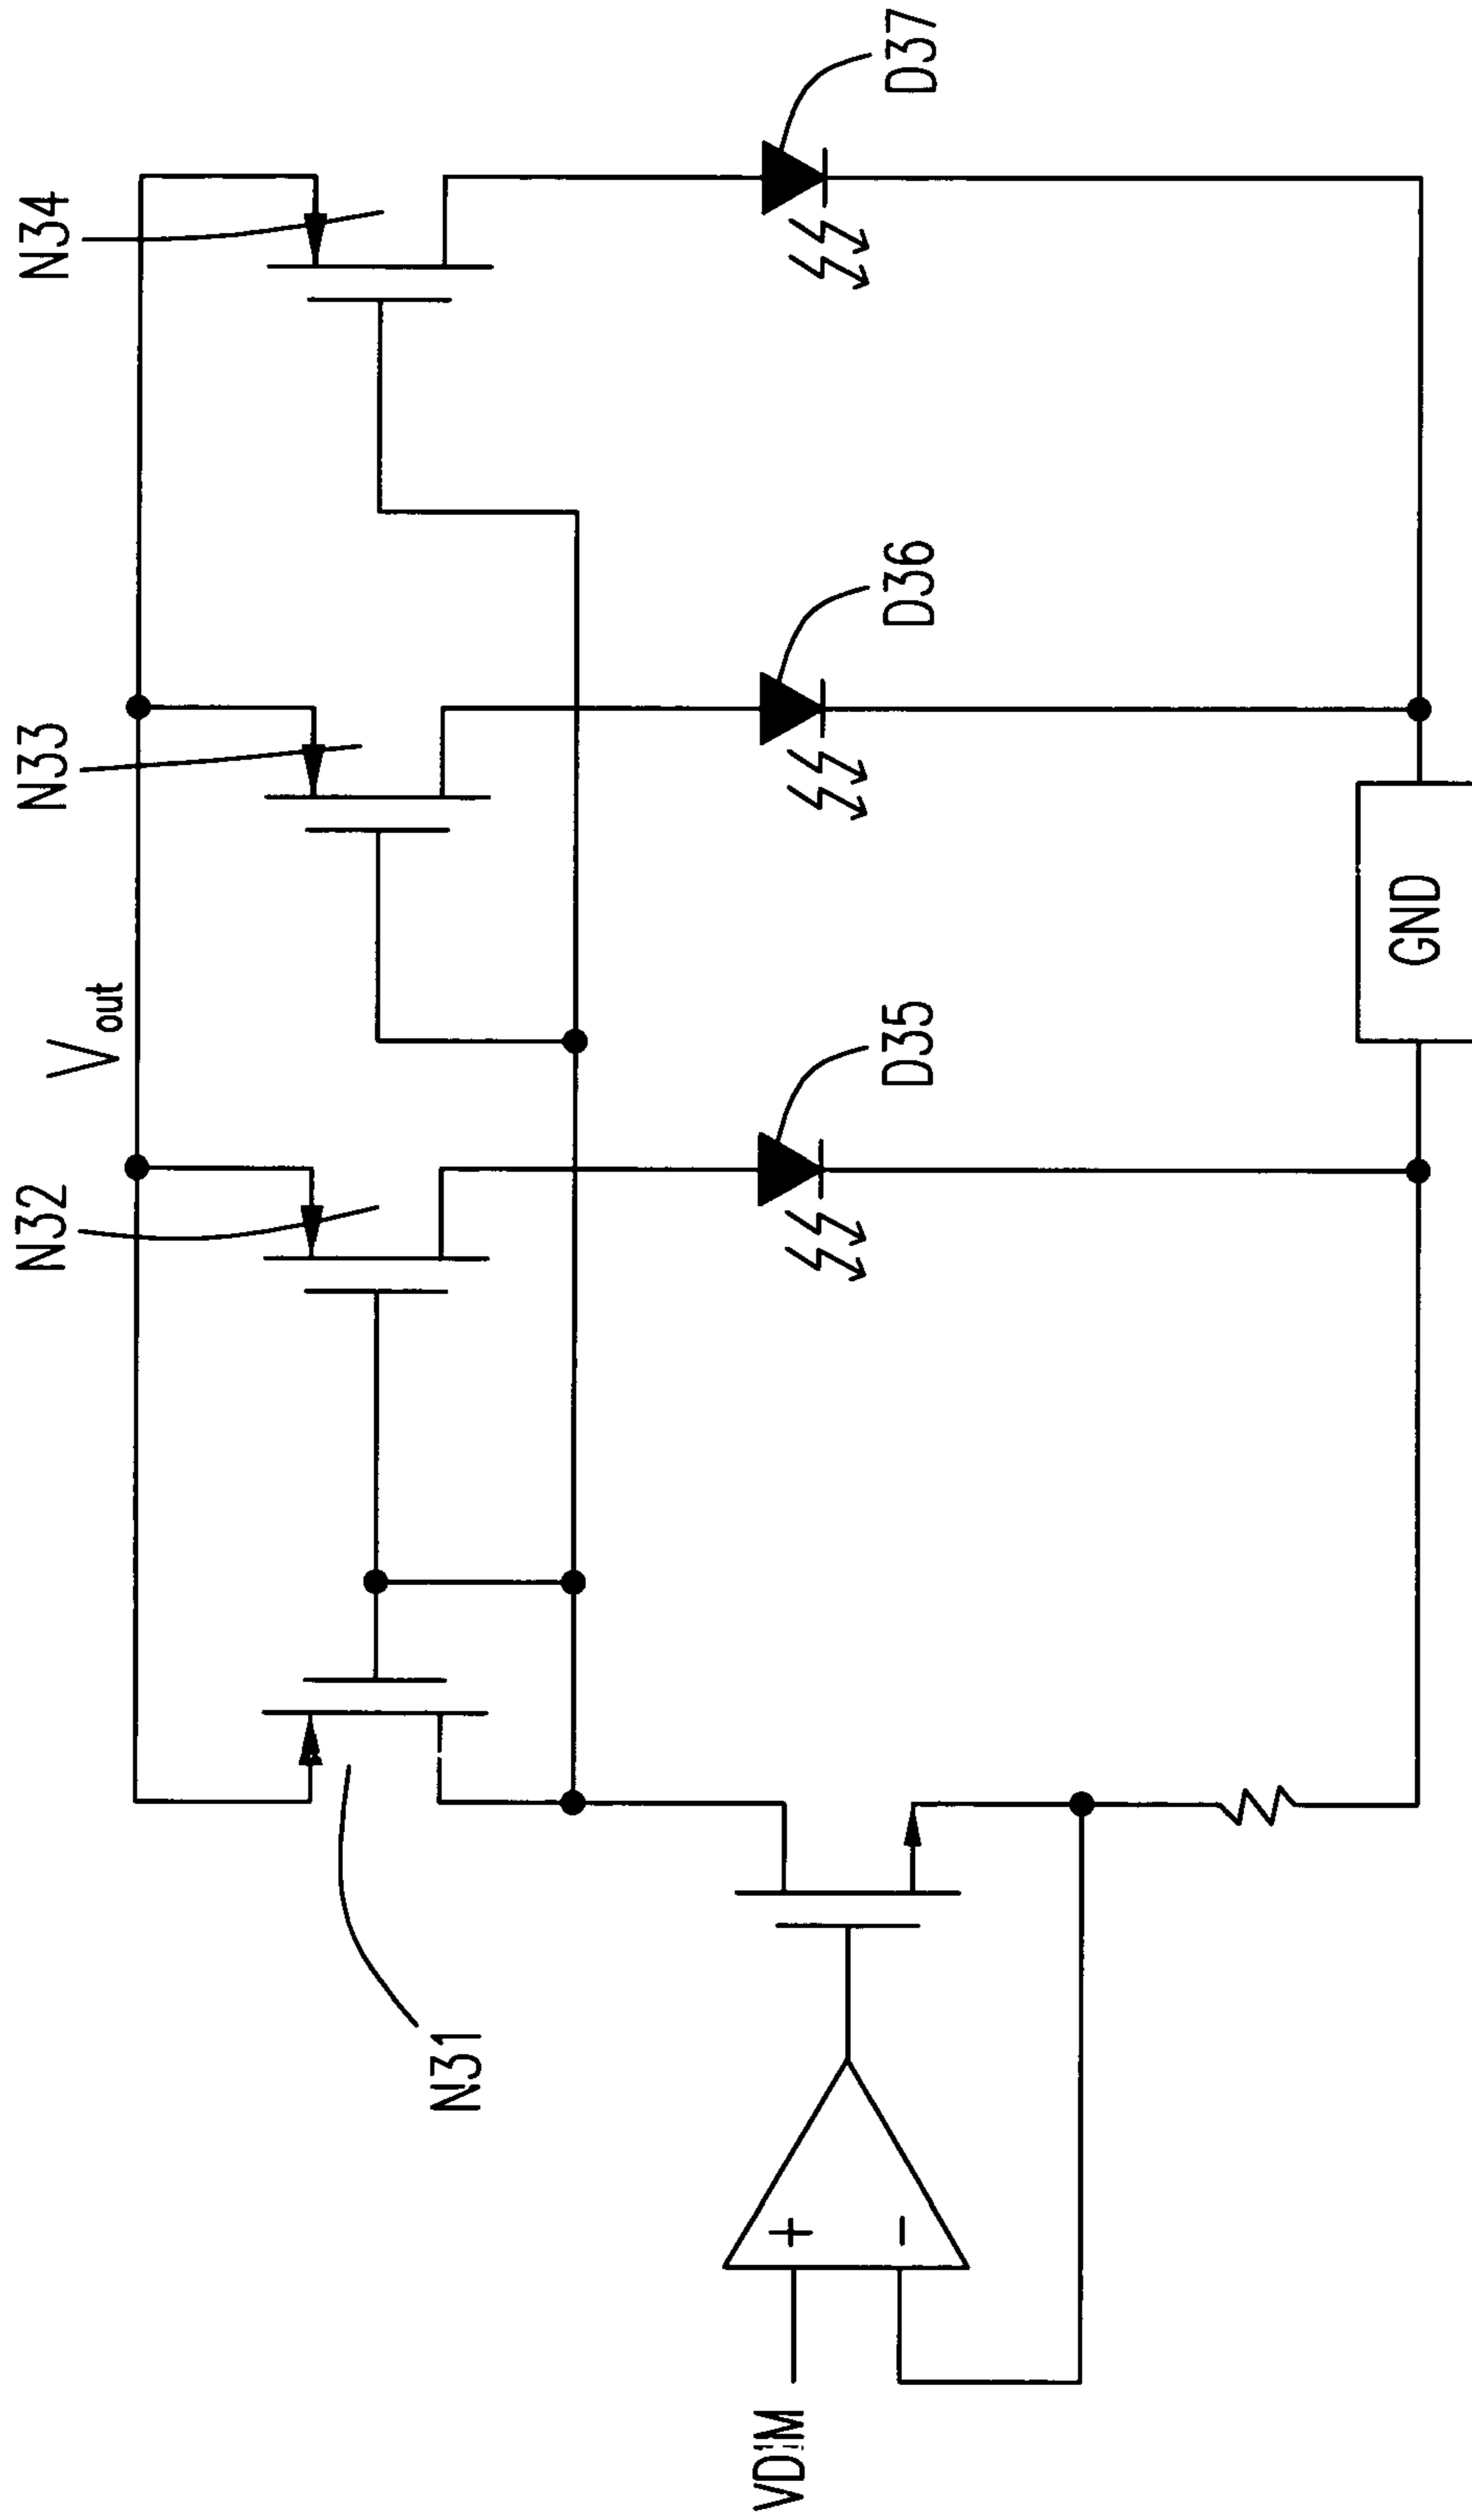 Vout
N32
N33
N34
N31
VDIM
+
-
D35
D36
D37
GND